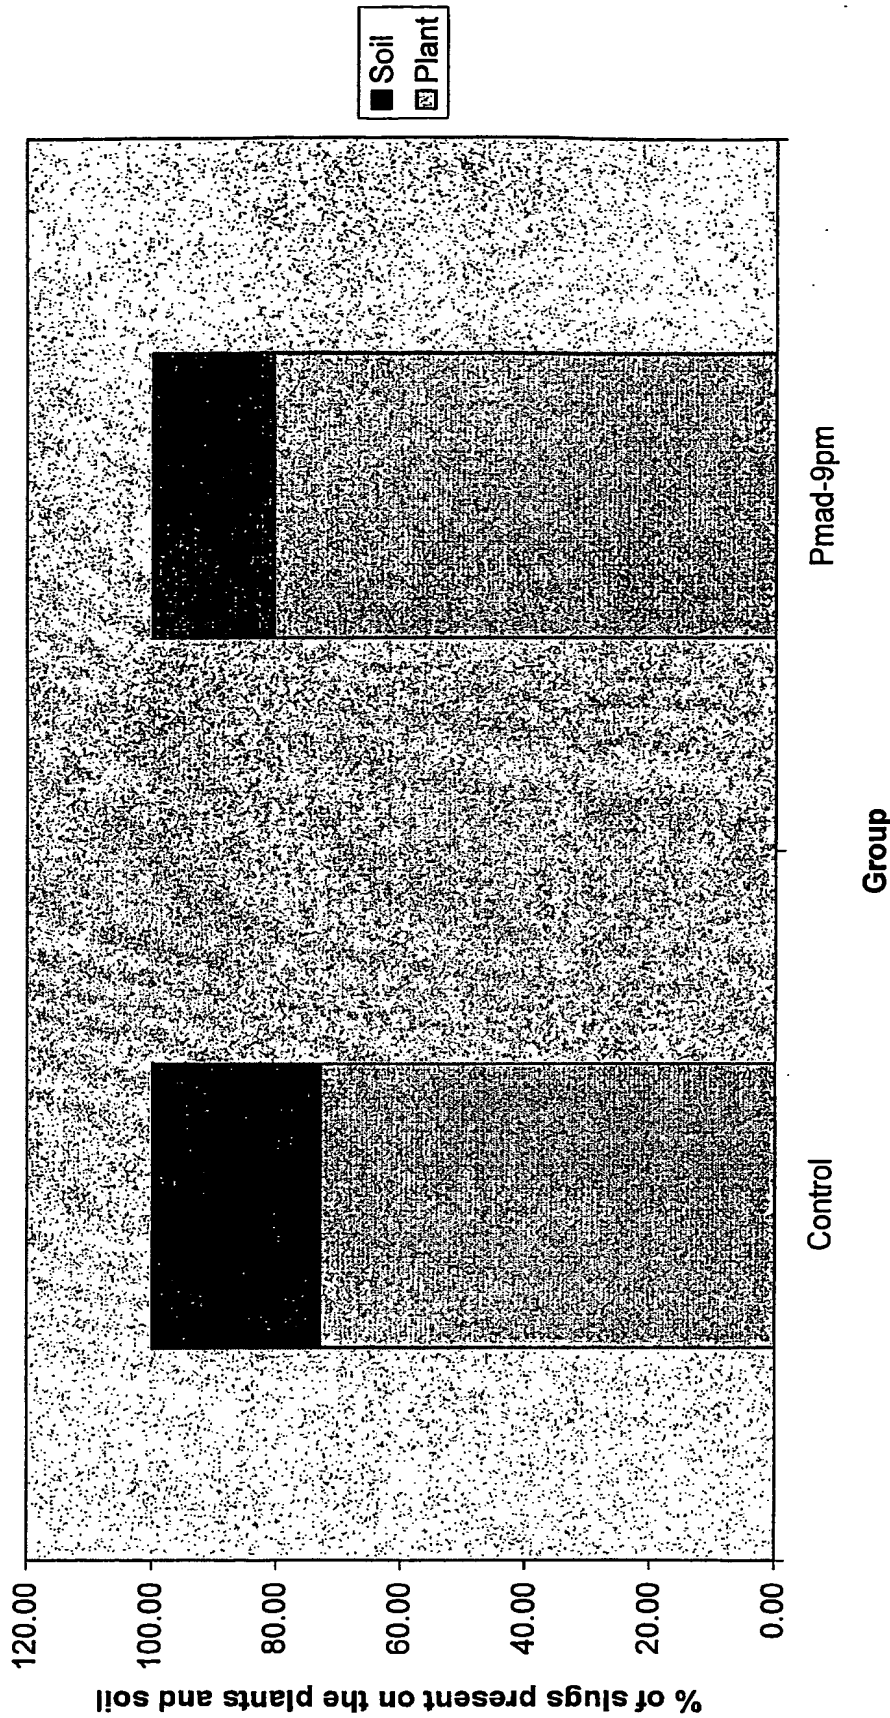 % of slugs present on the plants and soil
120.00
100.00
80.00
60.00
40.00
20.00
0.00
Control
Pmad-9pm
Group
Soil
Plant